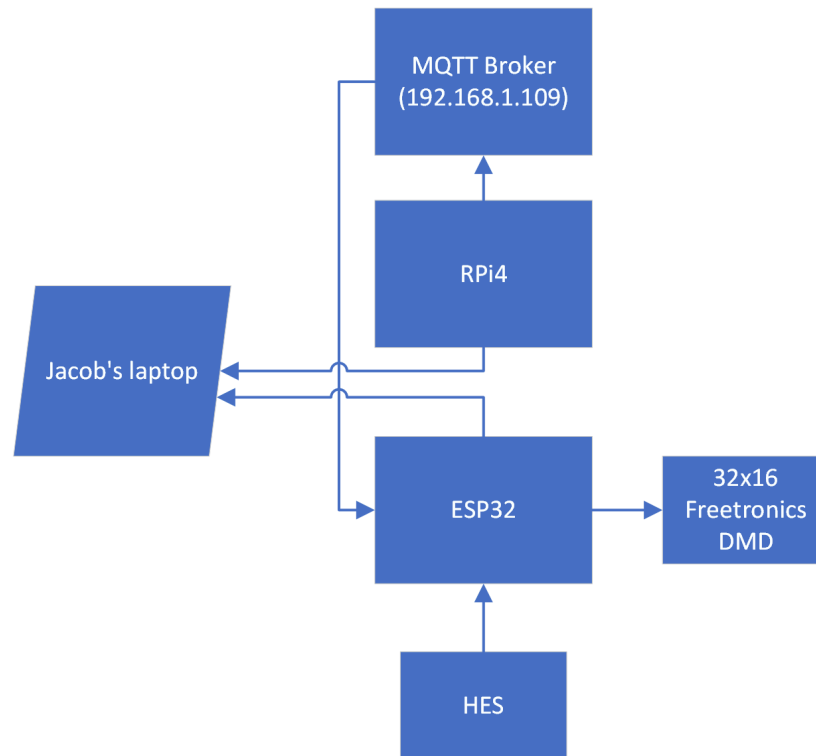 MQTT Broker
(192.168.1.109)
RPi4
Jacob's laptop
ESP32
32x16
Freetronics
DMD
HES